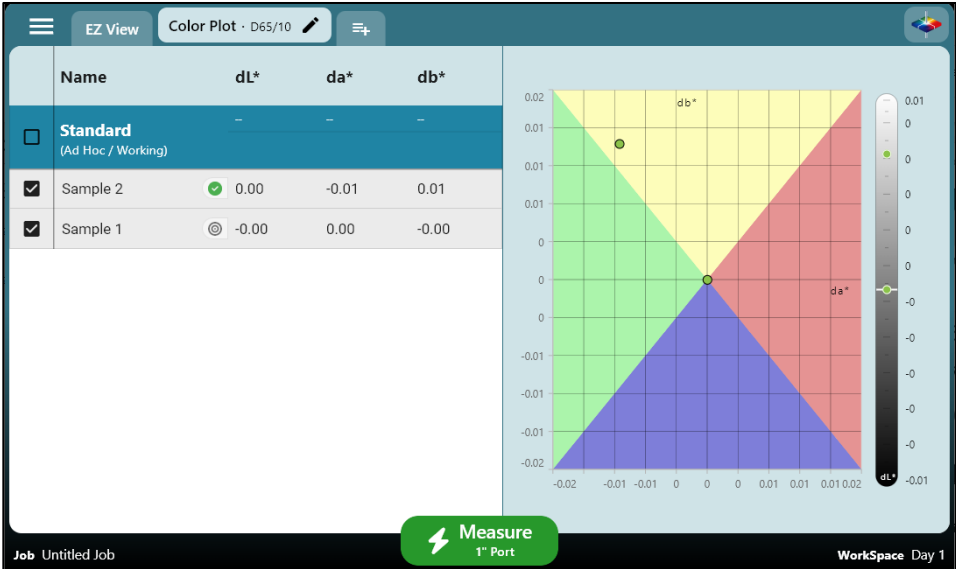 EZ View
Color Plot · D65/10
Name dL* da* db*
Standard -- -- --
(Ad Hoc / Working)
Sample 2 0.00 -0.01 0.01
Sample 1 -0.00 0.00 -0.00
db*
da*
0.02
0.01
0.01
0.01
0
0
0
-0.01
-0.01
-0.01
-0.02
-0.02 -0.01 -0.01 0 0 0 0.01 0.01 0.01 0.02
0.01
0
0
0
0
0
-0
-0
-0
-0
-0
-0.01
dL*
Measure
1" Port
Job Untitled Job
WorkSpace Day 1